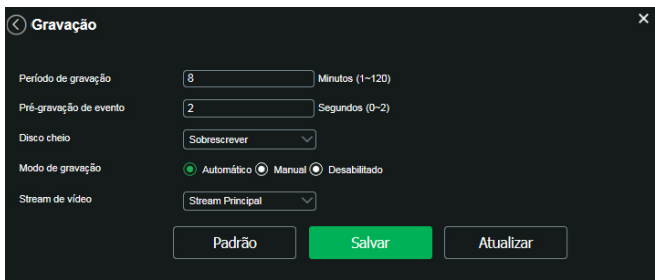 Gravação
Período de gravação 8 Minutos (1~120)
Pré-gravação de evento 2 Segundos (0~2)
Disco cheio Sobrescrever
Modo de gravação Automático Manual Desabilitado
Stream de vídeo Stream Principal
Padrão Salvar Atualizar